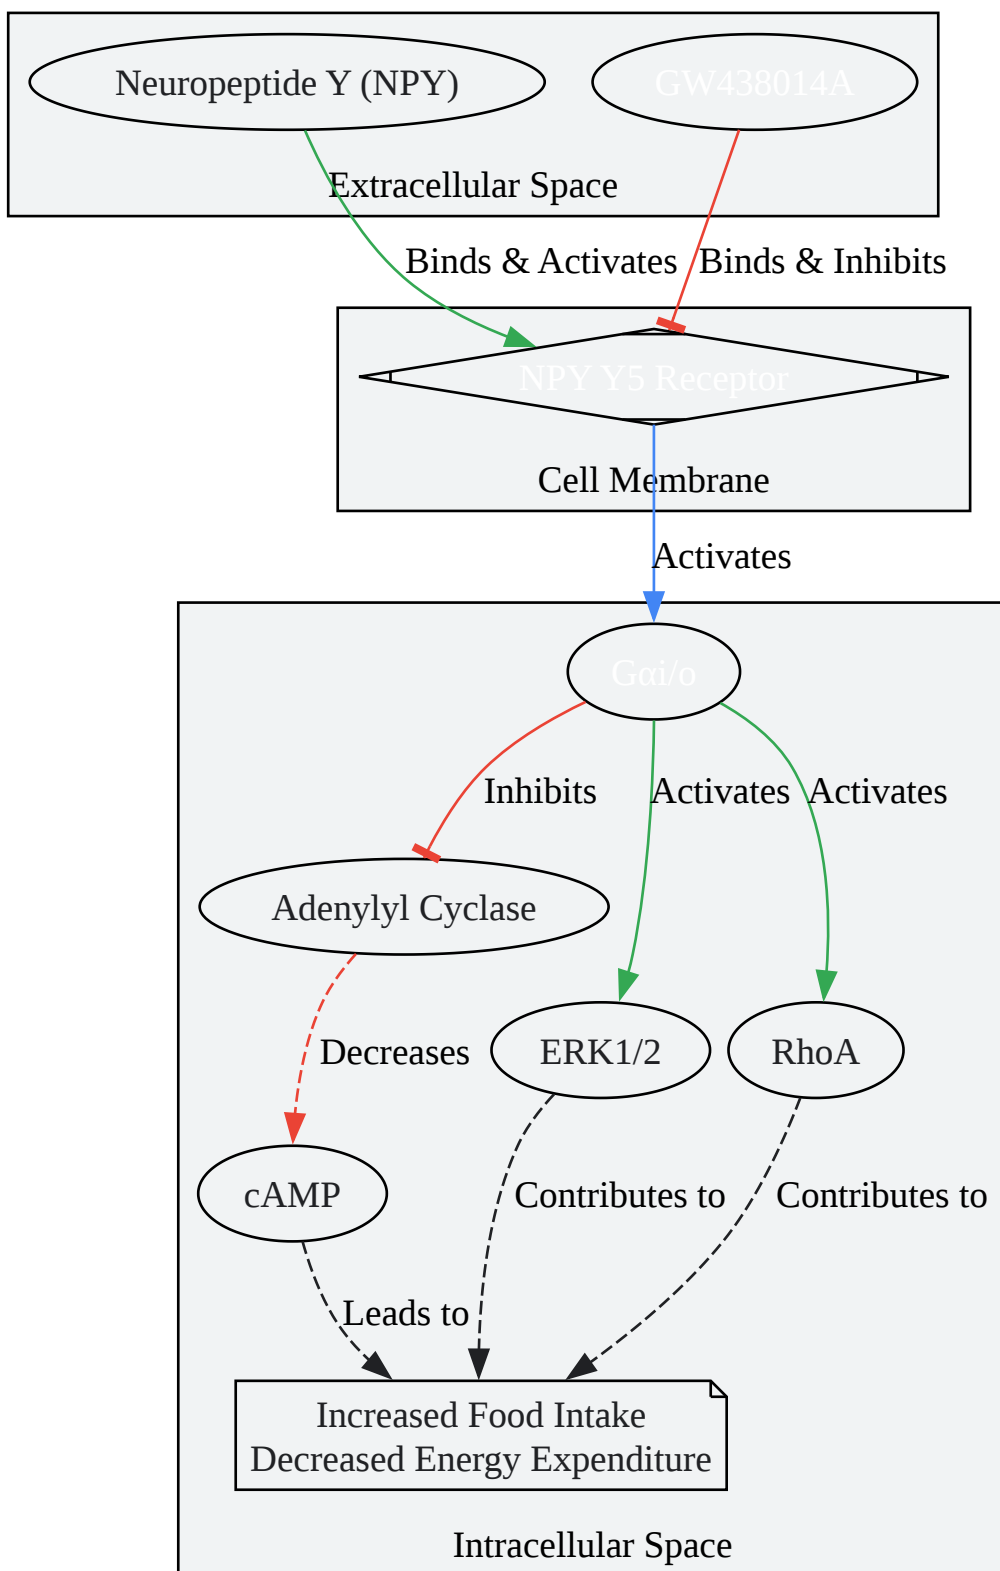 Neuropeptide Y (NPY)
GW438014A
Extracellular Space
Binds & Activates
Binds & Inhibits
NPY Y5 Receptor
Cell Membrane
Activates
Gαi/o
Inhibits
Activates
Activates
Adenylyl Cyclase
Decreases
ERK1/2
RhoA
cAMP
Contributes to
Contributes to
Leads to
Increased Food Intake
Decreased Energy Expenditure
Intracellular Space